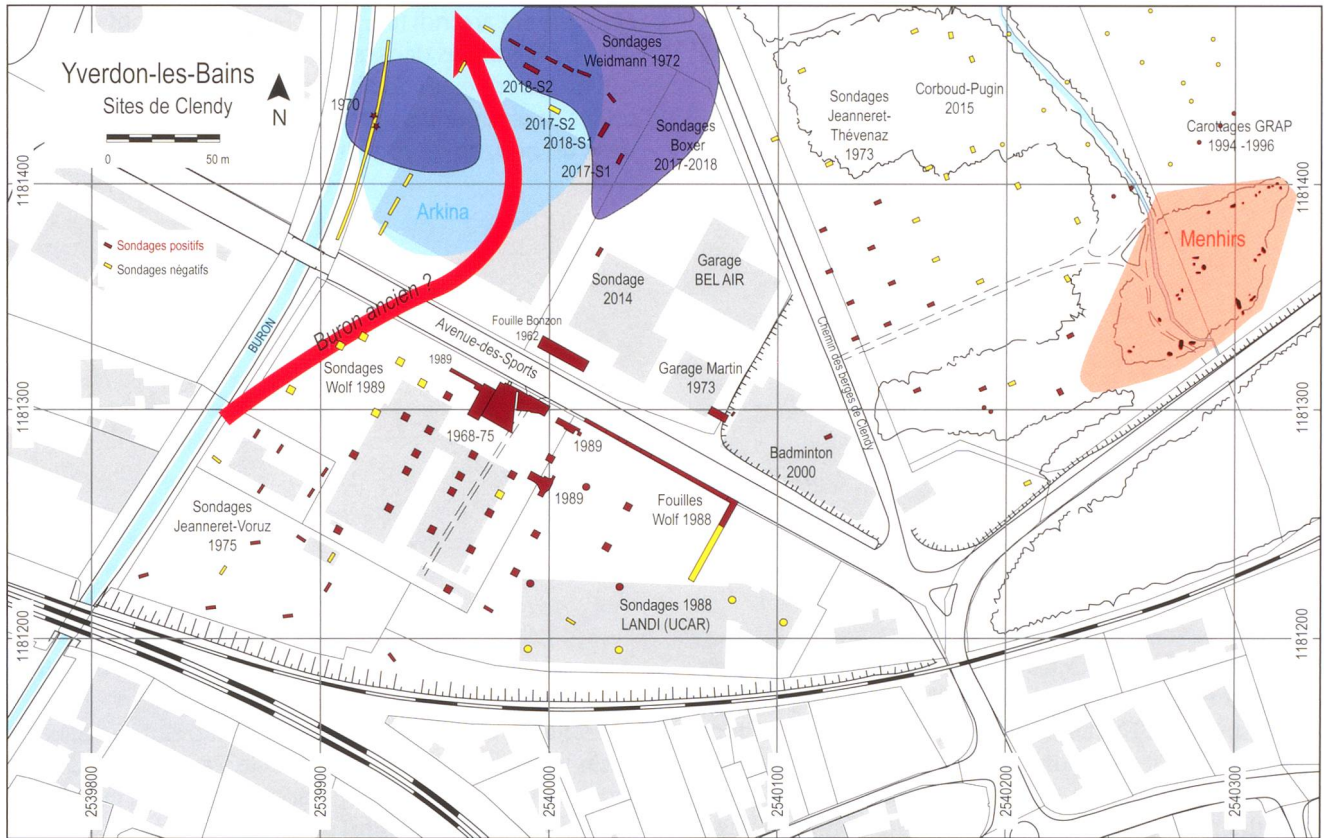 Yverdon-les-Bains
Sites de Clendy
N
50 m
Sondages positifs
Sondages négatifs
1970
Arkina
Sondages
Weidmann 1972
2018-S2
2017-S2
2018-S1
2017-S1
Sondages
Boxer
2017-2018
Sondages
Jeanneret-
Thévenaz
1973
Corboud-Pugin
2015
Carottages GRAP
1994 -1996
Menhirs
BURON
Buron ancien ?
Avenue-des-Sports
Chemin des berges de Clendy
Sondage
2014
Garage
BEL AIR
Fouille Bonzon
1962
Garage Martin
1973
Badminton
2000
Sondages
Wolf 1989
1989
1968-75
1989
1989
Fouilles
Wolf 1988
Sondages
Jeanneret-Voruz
1975
Sondages 1988
LANDI (UCAR)
1181400
1181300
1181200
1181400
1181300
1181200
2539800
2539900
2540000
2540100
2540200
2540300